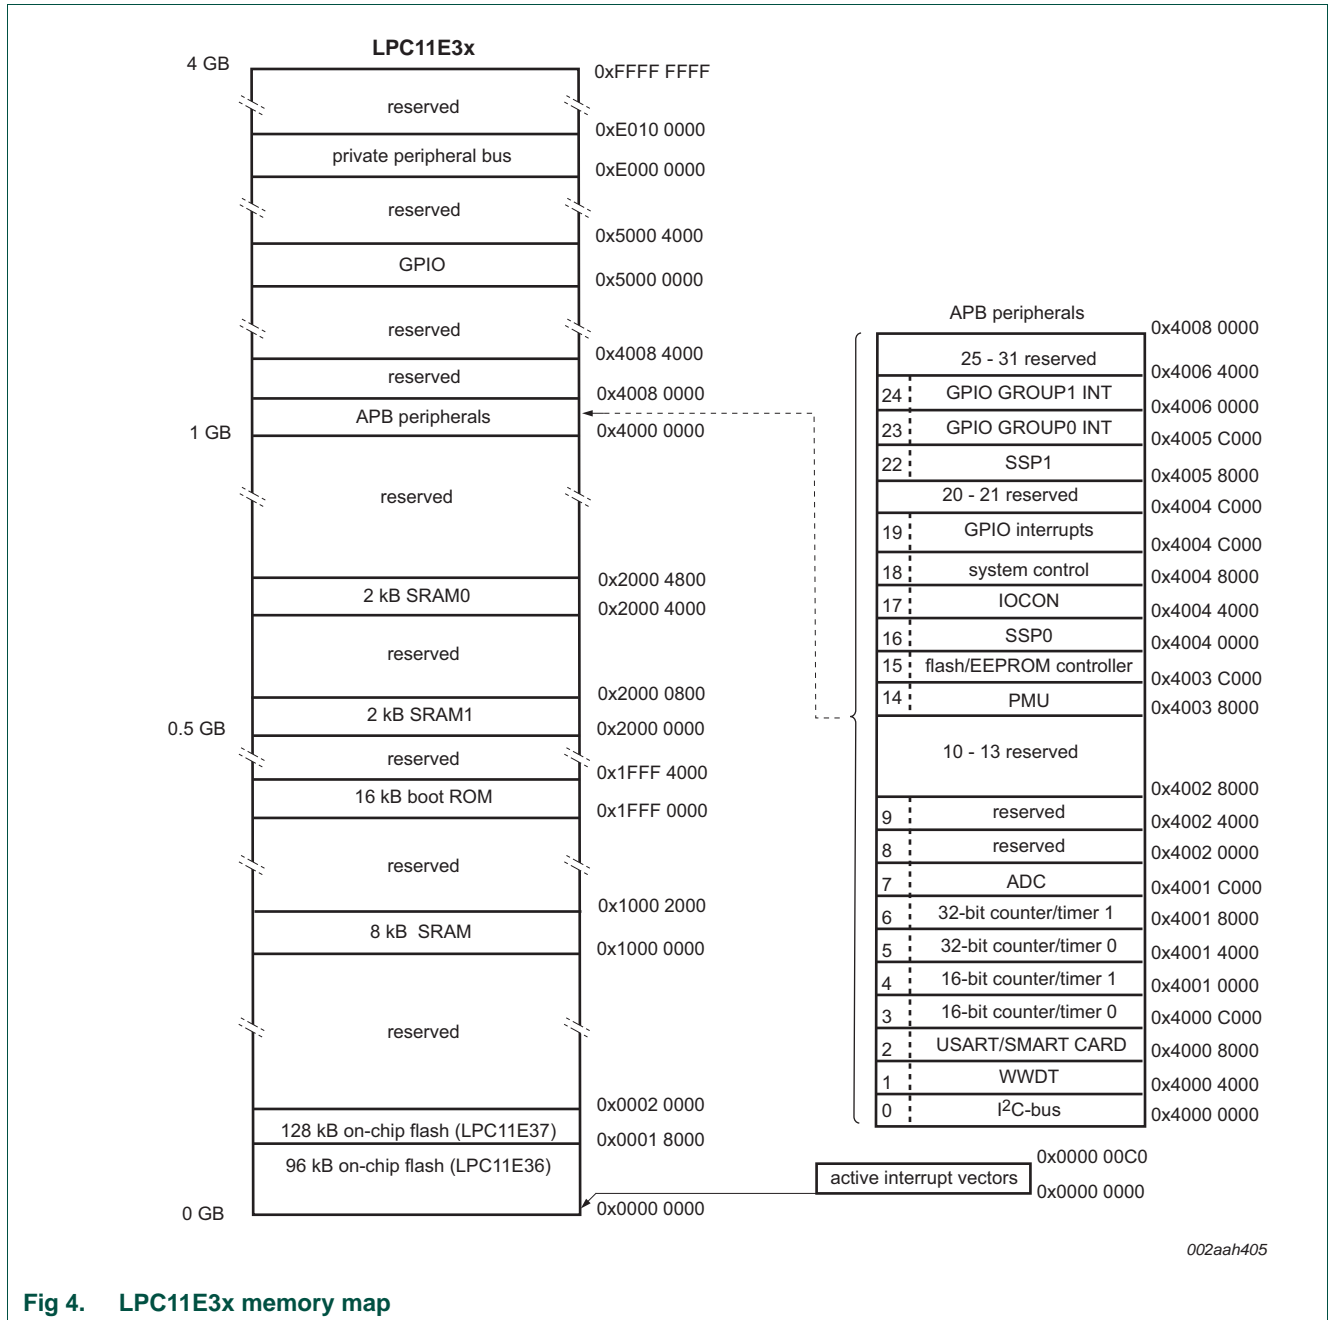 LPC11E3x
4 GB
0xFFFF FFFF
reserved
0xE010 0000
private peripheral bus
0xE000 0000
reserved
0x5000 4000
GPIO
0x5000 0000
reserved
0x4008 4000
reserved
0x4008 0000
APB peripherals
1 GB
0x4000 0000
reserved
0x2000 4800
2 kB SRAM0
0x2000 4000
reserved
0x2000 0800
2 kB SRAM1
0.5 GB
0x2000 0000
reserved
0x1FFF 4000
16 kB boot ROM
0x1FFF 0000
reserved
0x1000 2000
8 kB SRAM
0x1000 0000
reserved
0x0002 0000
128 kB on-chip flash (LPC11E37)
0x0001 8000
96 kB on-chip flash (LPC11E36)
0 GB
0x0000 0000
APB peripherals
0x4008 0000
25 - 31 reserved
0x4006 4000
24 GPIO GROUP1 INT
0x4006 0000
23 GPIO GROUP0 INT
0x4005 C000
22 SSP1
0x4005 8000
20 - 21 reserved
0x4004 C000
19 GPIO interrupts
0x4004 C000
18 system control
0x4004 8000
17 IOCON
0x4004 4000
16 SSP0
0x4004 0000
15 flash/EEPROM controller
0x4003 C000
14 PMU
0x4003 8000
10 - 13 reserved
0x4002 8000
9 reserved
0x4002 4000
8 reserved
0x4002 0000
7 ADC
0x4001 C000
6 32-bit counter/timer 1
0x4001 8000
5 32-bit counter/timer 0
0x4001 4000
4 16-bit counter/timer 1
0x4001 0000
3 16-bit counter/timer 0
0x4000 C000
2 USART/SMART CARD
0x4000 8000
1 WWDT
0x4000 4000
0 I2C-bus
0x4000 0000
0x0000 00C0
active interrupt vectors
0x0000 0000
002aah405
Fig 4. LPC11E3x memory map